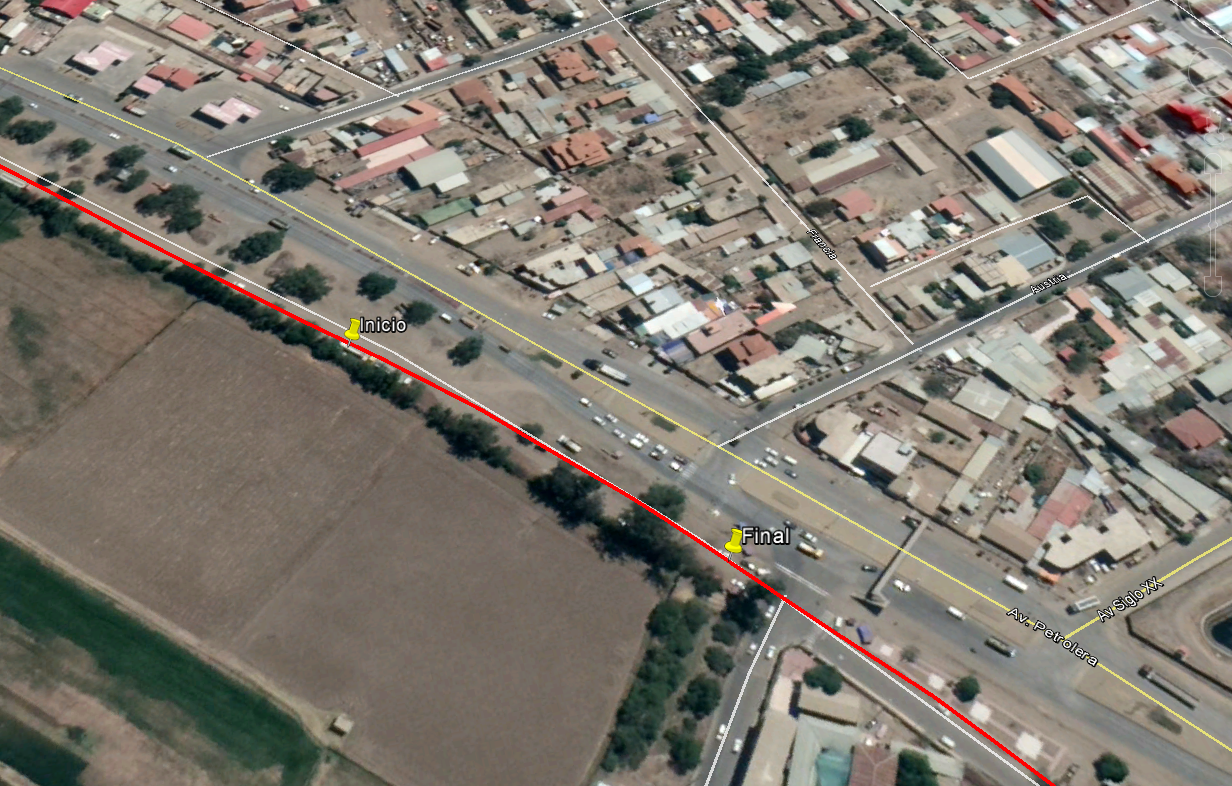 Francia
Austria
Inicio
Final
Av Siglo XX
Av. Petrolera